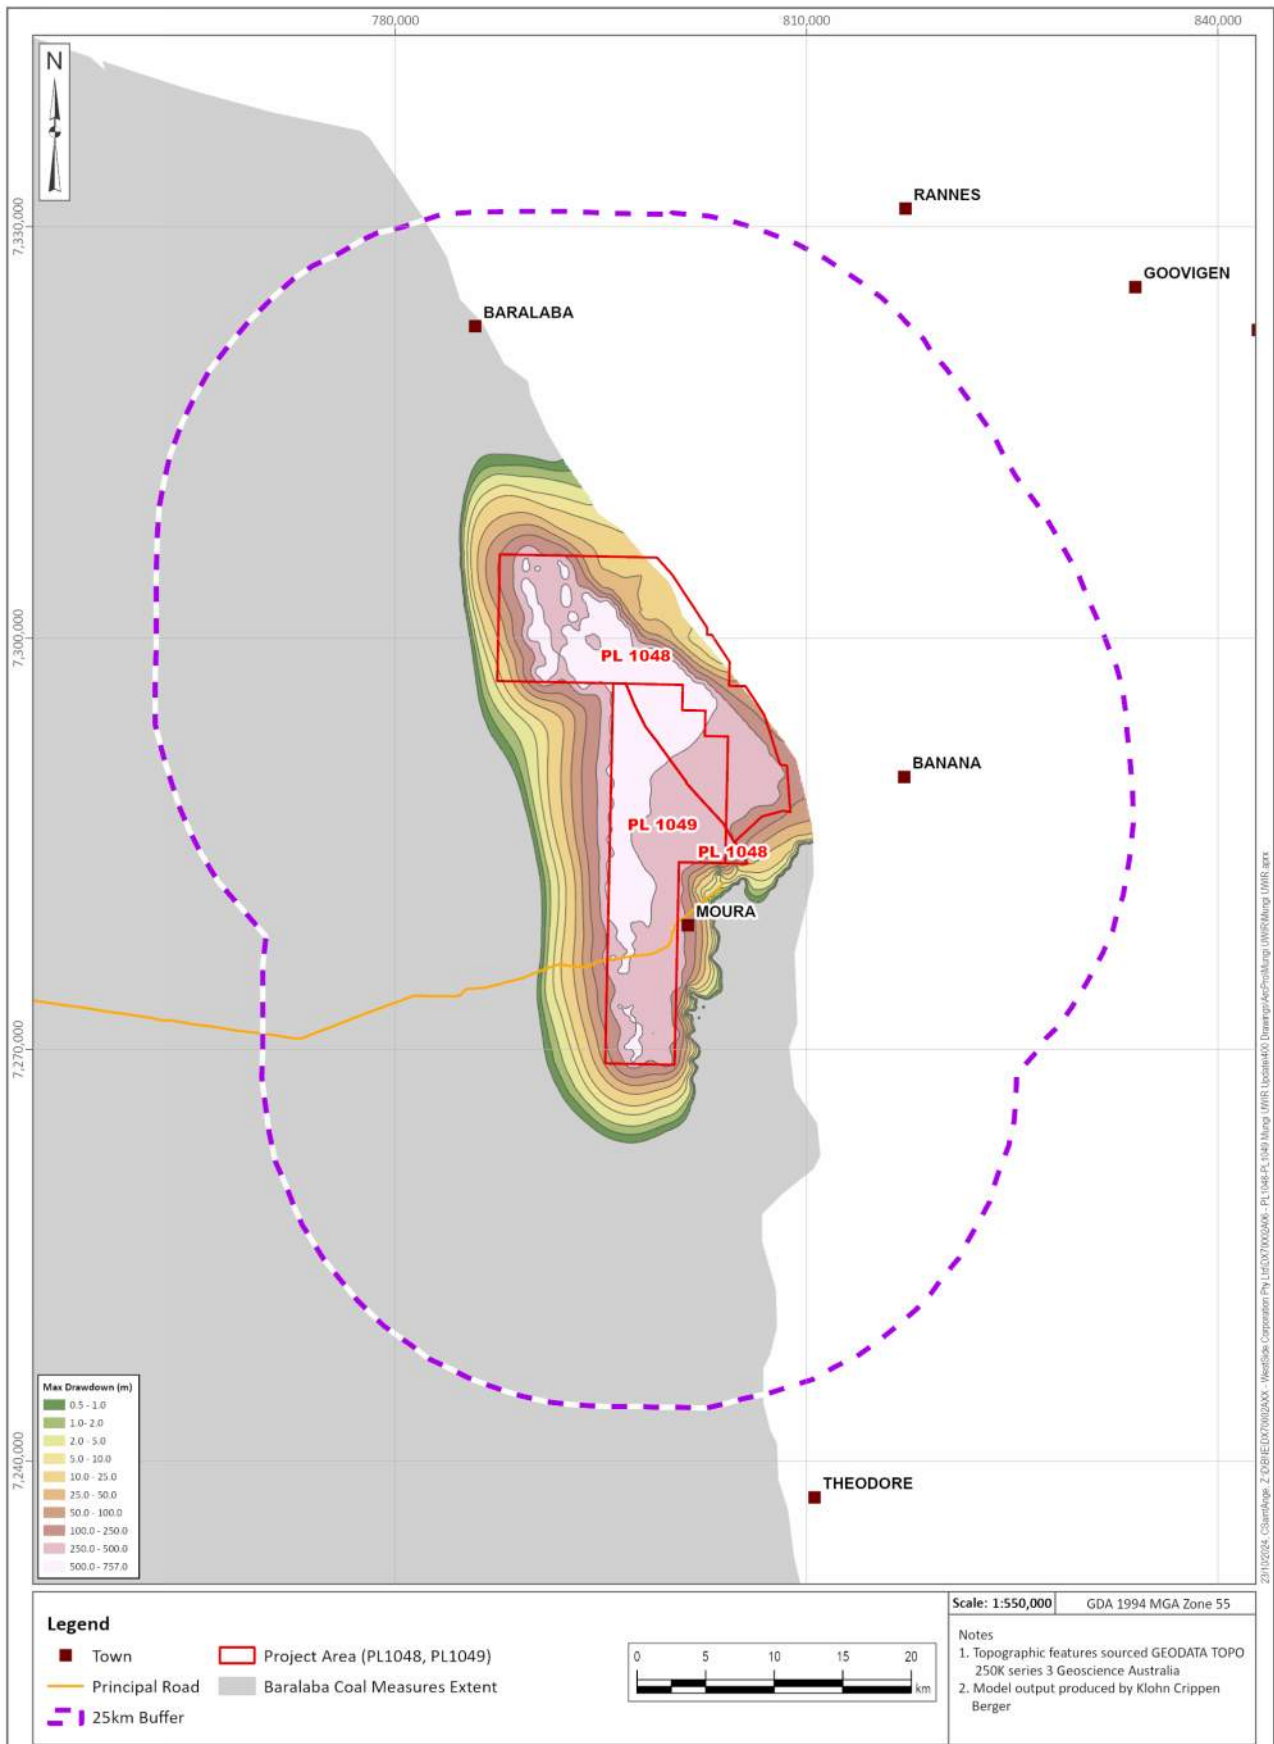 780,000
810,000
840,000
N
RANNES
7,330,000
GOOVIGEN
BARALABA
7,300,000
PL 1048
BANANA
PL 1049
PL 1048
MOURA
7,270,000
Max Drawdown (m)
0.5 - 1.0
1.0 - 2.0
2.0 - 5.0
5.0 - 10.0
10.0 - 25.0
25.0 - 50.0
50.0 - 100.0
100.0 - 250.0
250.0 - 500.0
500.0 - 757.0
7,240,000
THEODORE
Legend
Town
Project Area (PL1048, PL1049)
Principal Road
Baralaba Coal Measures Extent
25km Buffer
0 5 10 15 20
km
Scale: 1:550,000
GDA 1994 MGA Zone 55
Notes
1. Topographic features sourced GEODATA TOPO
250K series 3 Geoscience Australia
2. Model output produced by Klohn Crippen
Berger